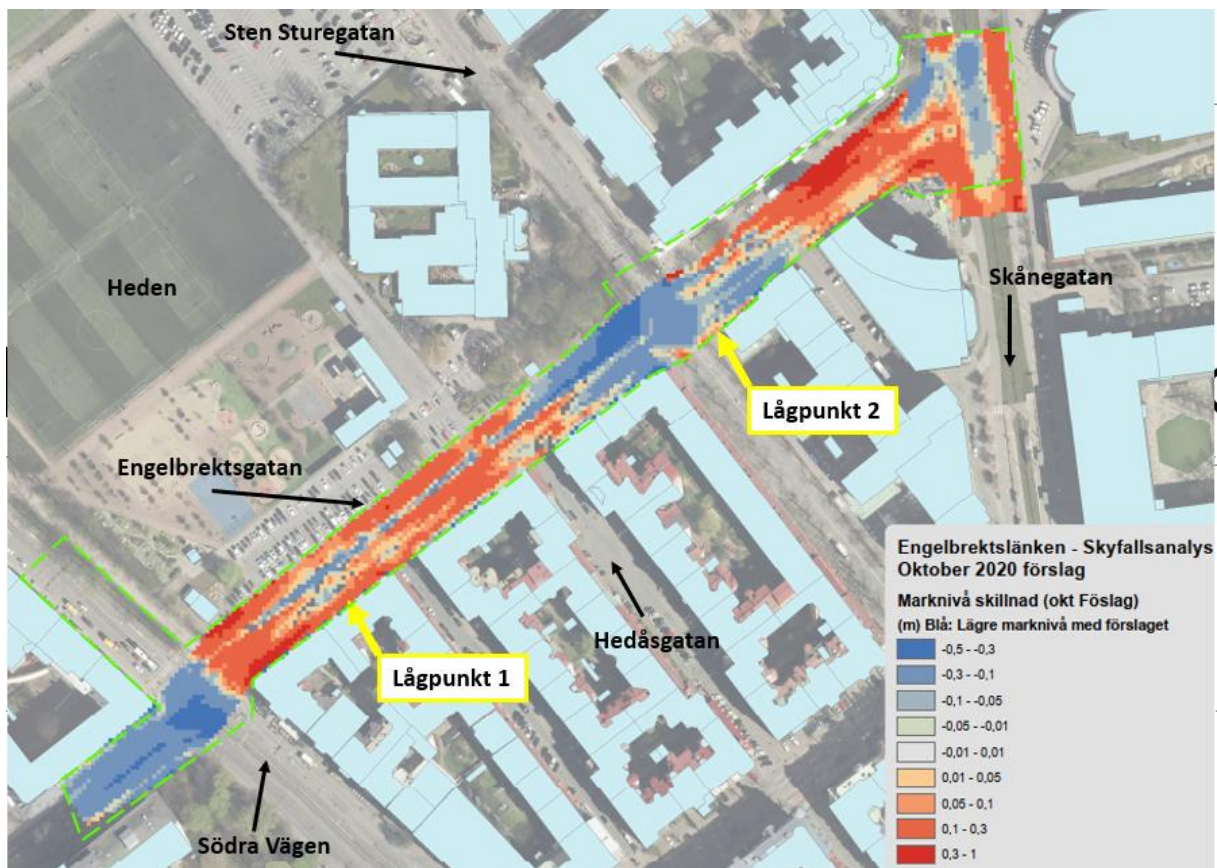 Sten Sturegatan
Heden
Skånegatan
Lågpunkt 2
Engelbrektsgatan
Hedåsgatan
Lågpunkt 1
Södra Vägen
Engelbrektslänken - Skyfallsanalys
Oktober 2020 förslag
Marknivå skillnad (okt Föslag)
(m) Blå: Lägre marknivå med förslaget
-0,5 - -0,3
-0,3 - -0,1
-0,1 - -0,05
-0,05 - -0,01
-0,01 - 0,01
0,01 - 0,05
0,05 - 0,1
0,1 - 0,3
0,3 - 1